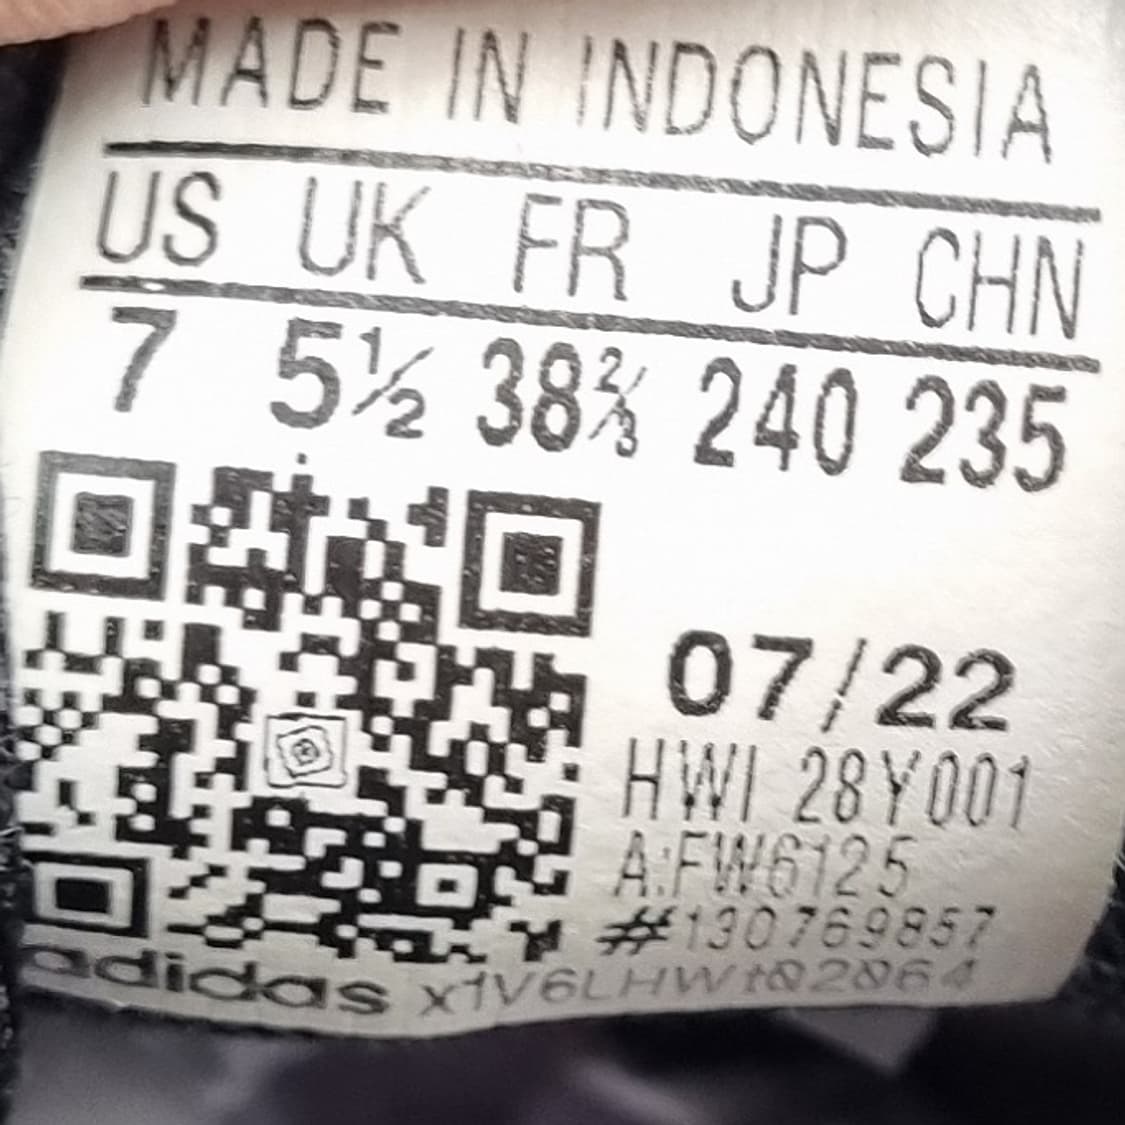 MADE IN INDONESIA
US UK FR JP CHN
7 5½ 38⅔ 240 235
07/22
HWI 28Y001
A:FW6125
#130769857
adidas x1V6LHWt02064